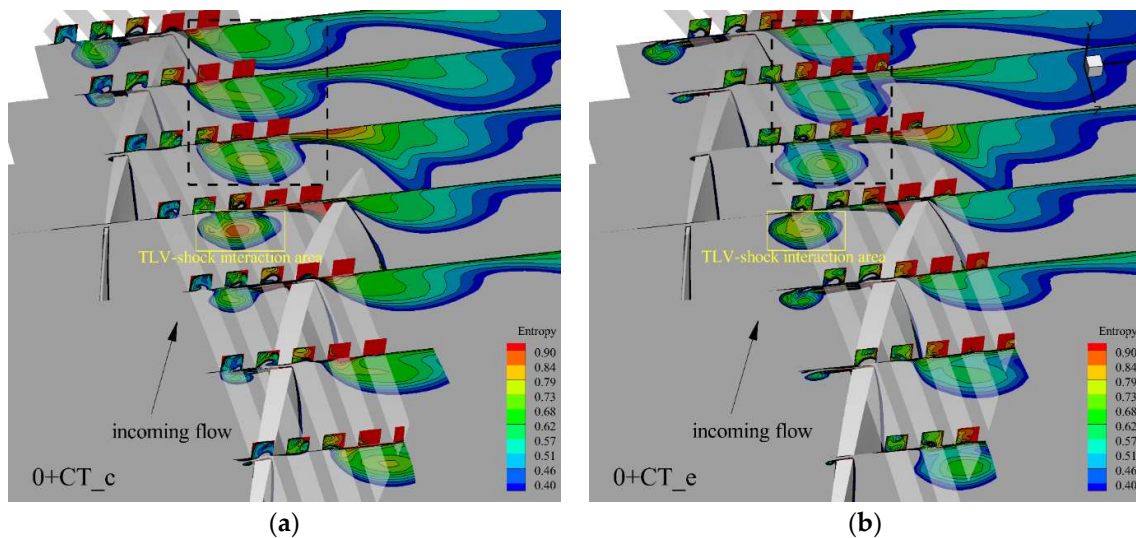 TLV-shock interaction area
Entropy
0.90
0.84
0.79
0.73
0.68
0.62
0.57
0.51
0.46
0.40
incoming flow
0+CT_c
(a)
Y
Z
TLV-shock interaction area
Entropy
0.90
0.84
0.79
0.73
0.68
0.62
0.57
0.51
0.46
0.40
incoming flow
0+CT_e
(b)